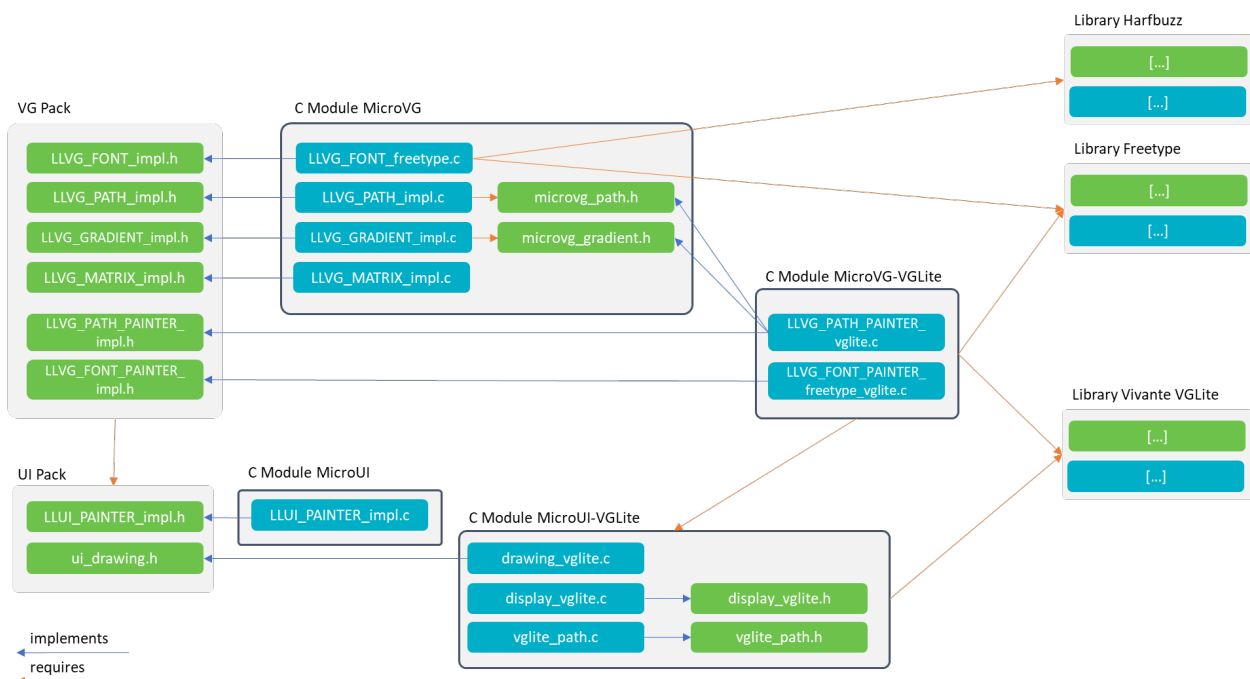 Library Harfbuzz
[...]
[...]
VG Pack
LLVG_FONT_impl.h
LLVG_PATH_impl.h
LLVG_GRADIENT_impl.h
LLVG_MATRIX_impl.h
LLVG_PATH_PAINTER_
impl.h
LLVG_FONT_PAINTER_
impl.h
C Module MicroVG
LLVG_FONT_freetype.c
LLVG_PATH_impl.c
microvg_path.h
LLVG_GRADIENT_impl.c
microvg_gradient.h
LLVG_MATRIX_impl.c
Library Freetype
[...]
[...]
C Module MicroVG-VGLite
LLVG_PATH_PAINTER_
vglite.c
LLVG_FONT_PAINTER_
freetype_vglite.c
Library Vivante VGLite
[...]
[...]
UI Pack
LLUI_PAINTER_impl.h
ui_drawing.h
C Module MicroUI
LLUI_PAINTER_impl.c
C Module MicroUI-VGLite
drawing_vglite.c
display_vglite.c
display_vglite.h
vglite_path.c
vglite_path.h
implements
requires